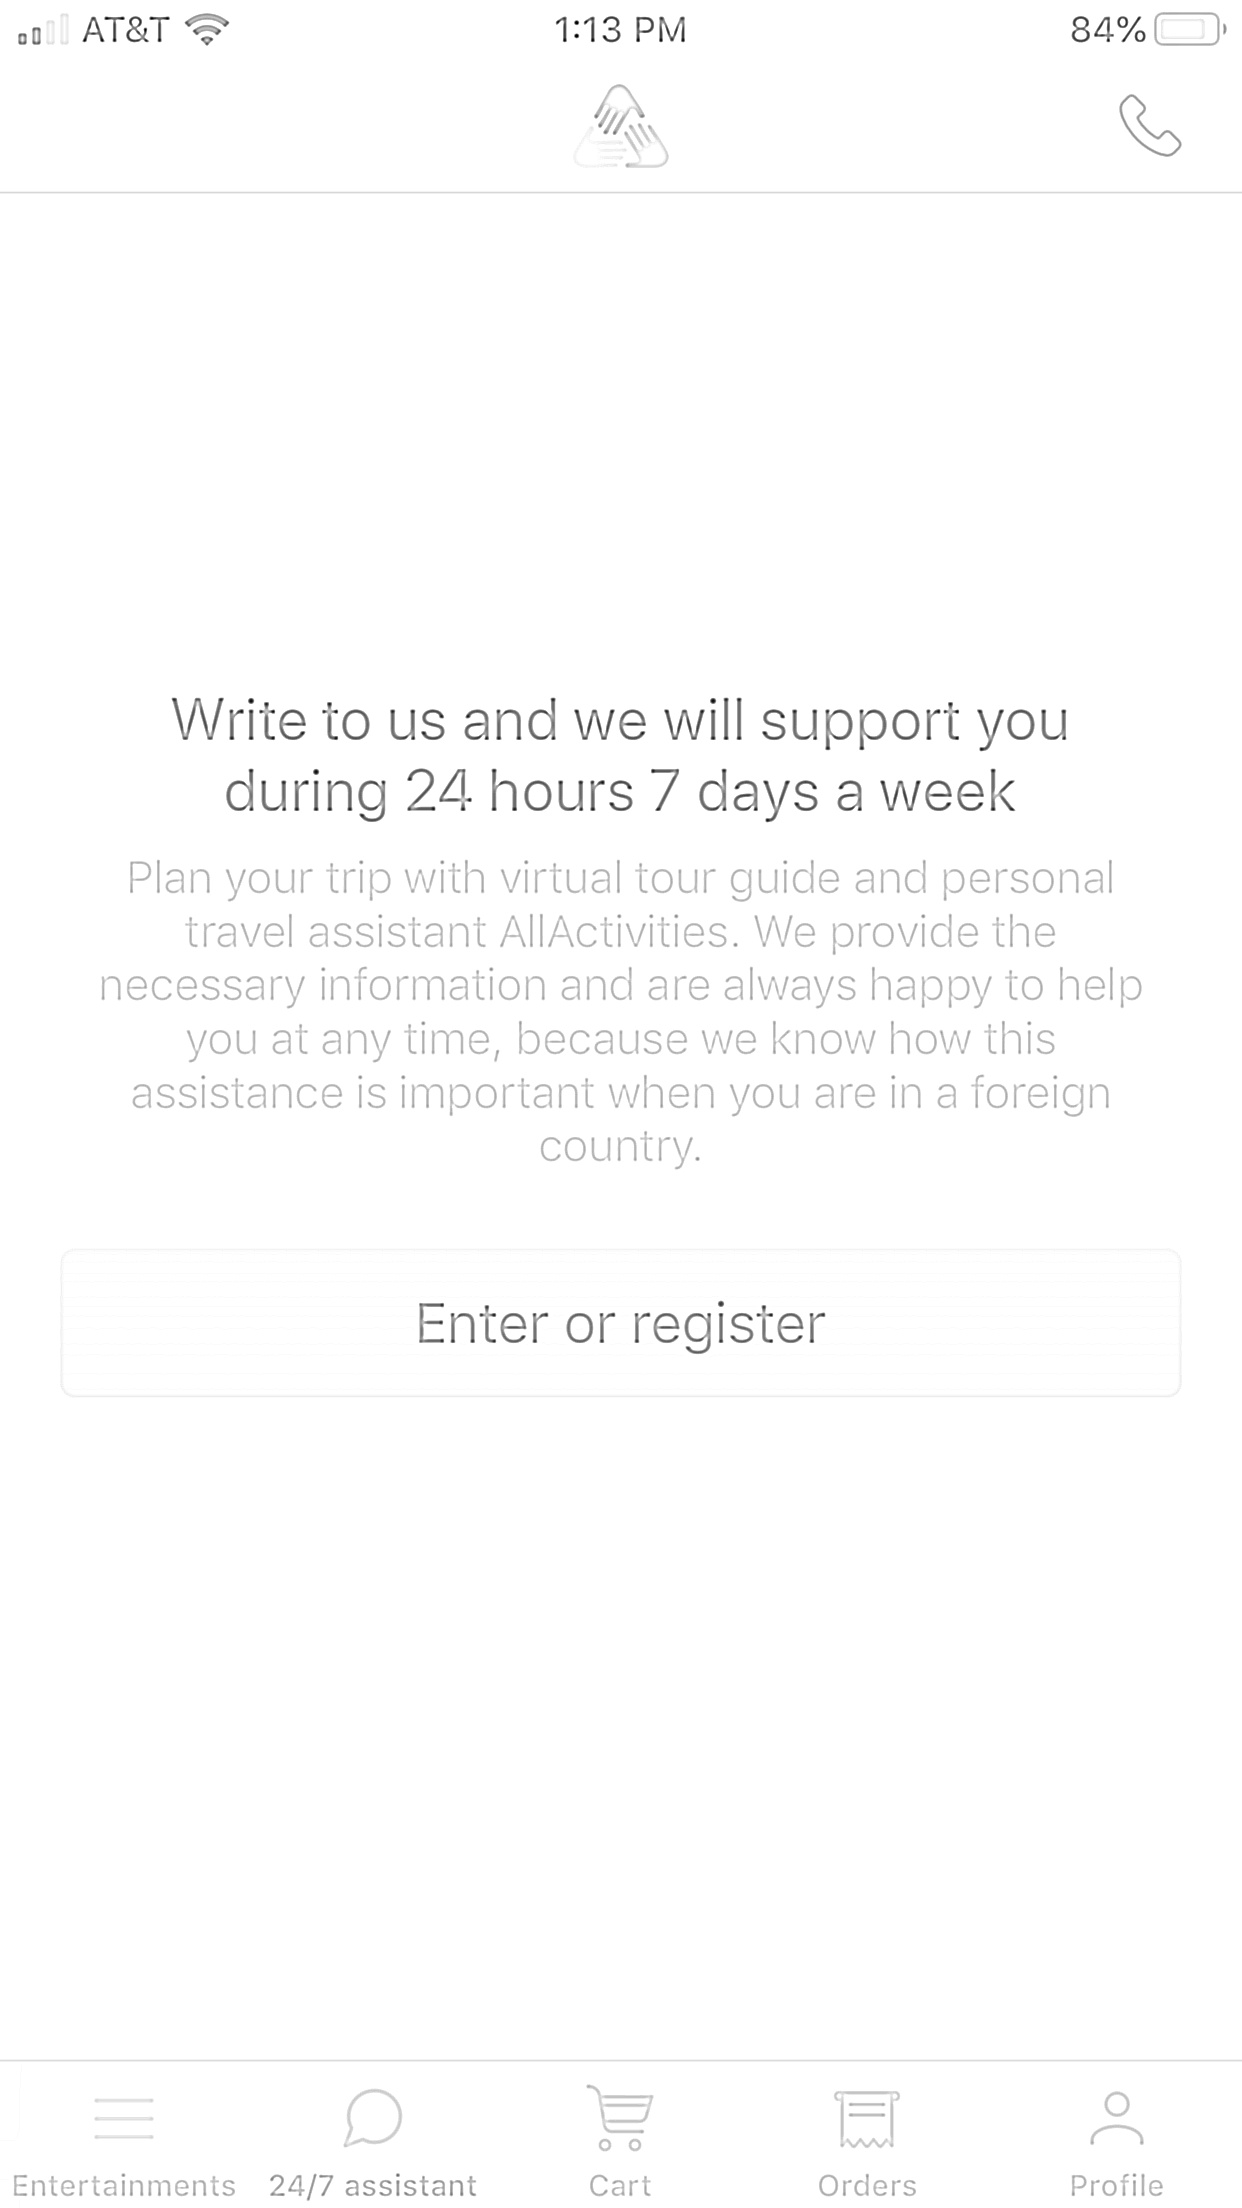 AT&T 1:13 PM 84%
Write to us and we will support you
during 24 hours 7 days a week
Plan your trip with virtual tour guide and personal
travel assistant AllActivities. We provide the
necessary information and are always happy to help
you at any time, because we know how this
assistance is important when you are in a foreign
country.
Enter or register
Entertainments 24/7 assistant Cart Orders Profile